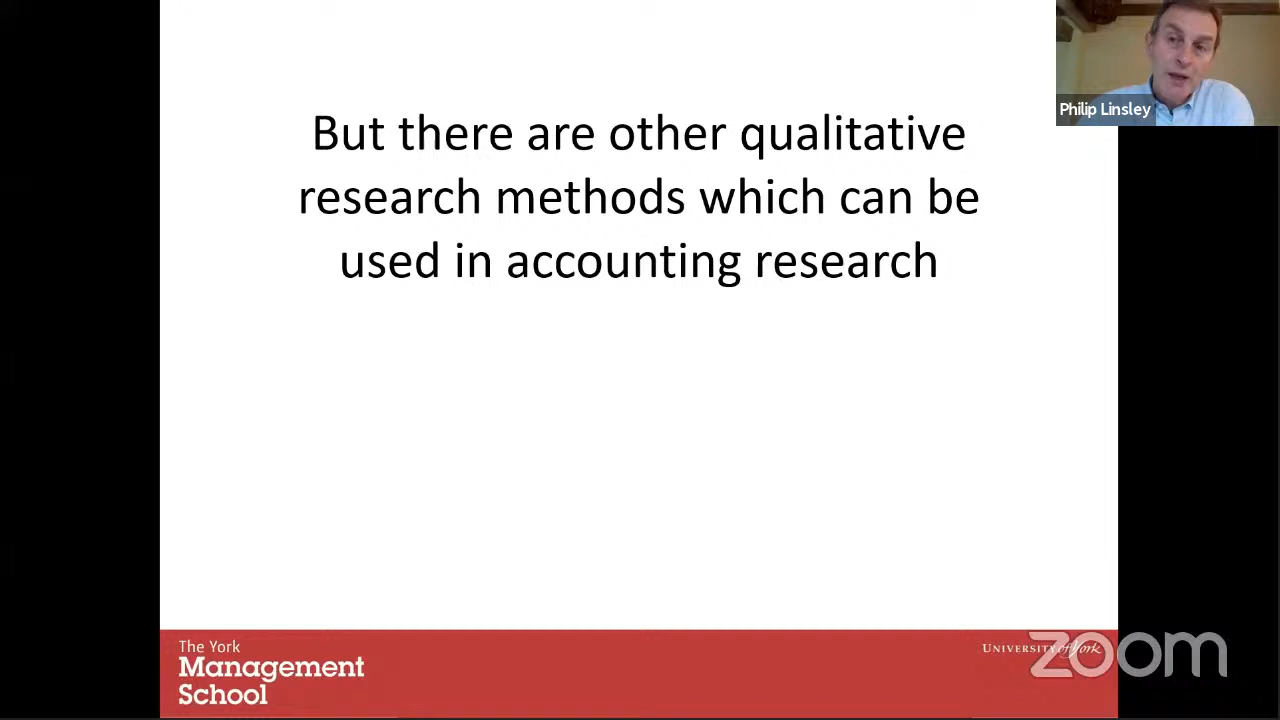 But there are other qualitative
research methods which can be
used in accounting research
Philip Linsley
The York
Management
School
UNIVERSITY of York
zoom